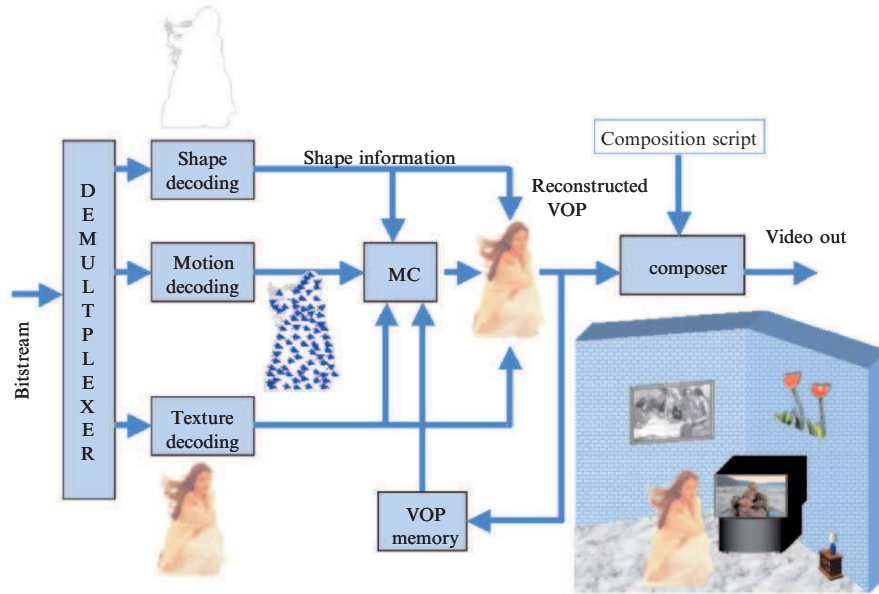 Composition script
Shape
decoding
Shape information
Reconstructed
VOP
DEMULTPLEXER
Motion
decoding
MC
composer
Video out
Bitstream
Texture
decoding
VOP
memory